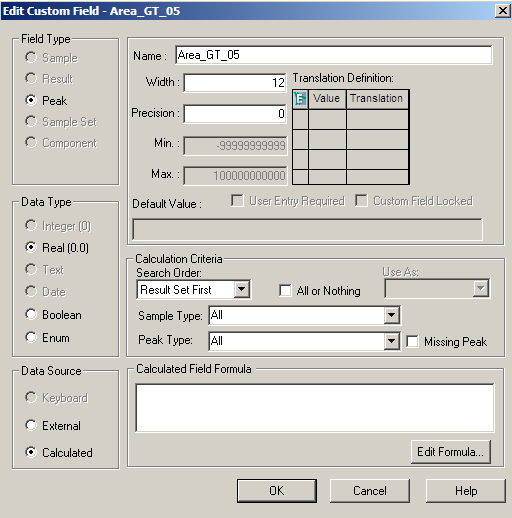 Edit Custom Field - Area_GT_05
Field Type
Sample
Result
Peak
Sample Set
Component
Name : Area_GT_05
Width : 12
Precision : 0
Min. : -99999999999
Max. : 100000000000
Translation Definition:
Value Translation
Default Value : User Entry Required Custom Field Locked
Data Type
Integer (0)
Real (0.0)
Text
Date
Boolean
Enum
Calculation Criteria
Search Order: Use As:
Result Set First All or Nothing
Sample Type: All
Peak Type: All Missing Peak
Data Source
Keyboard
External
Calculated
Calculated Field Formula
Edit Formula...
OK Cancel Help